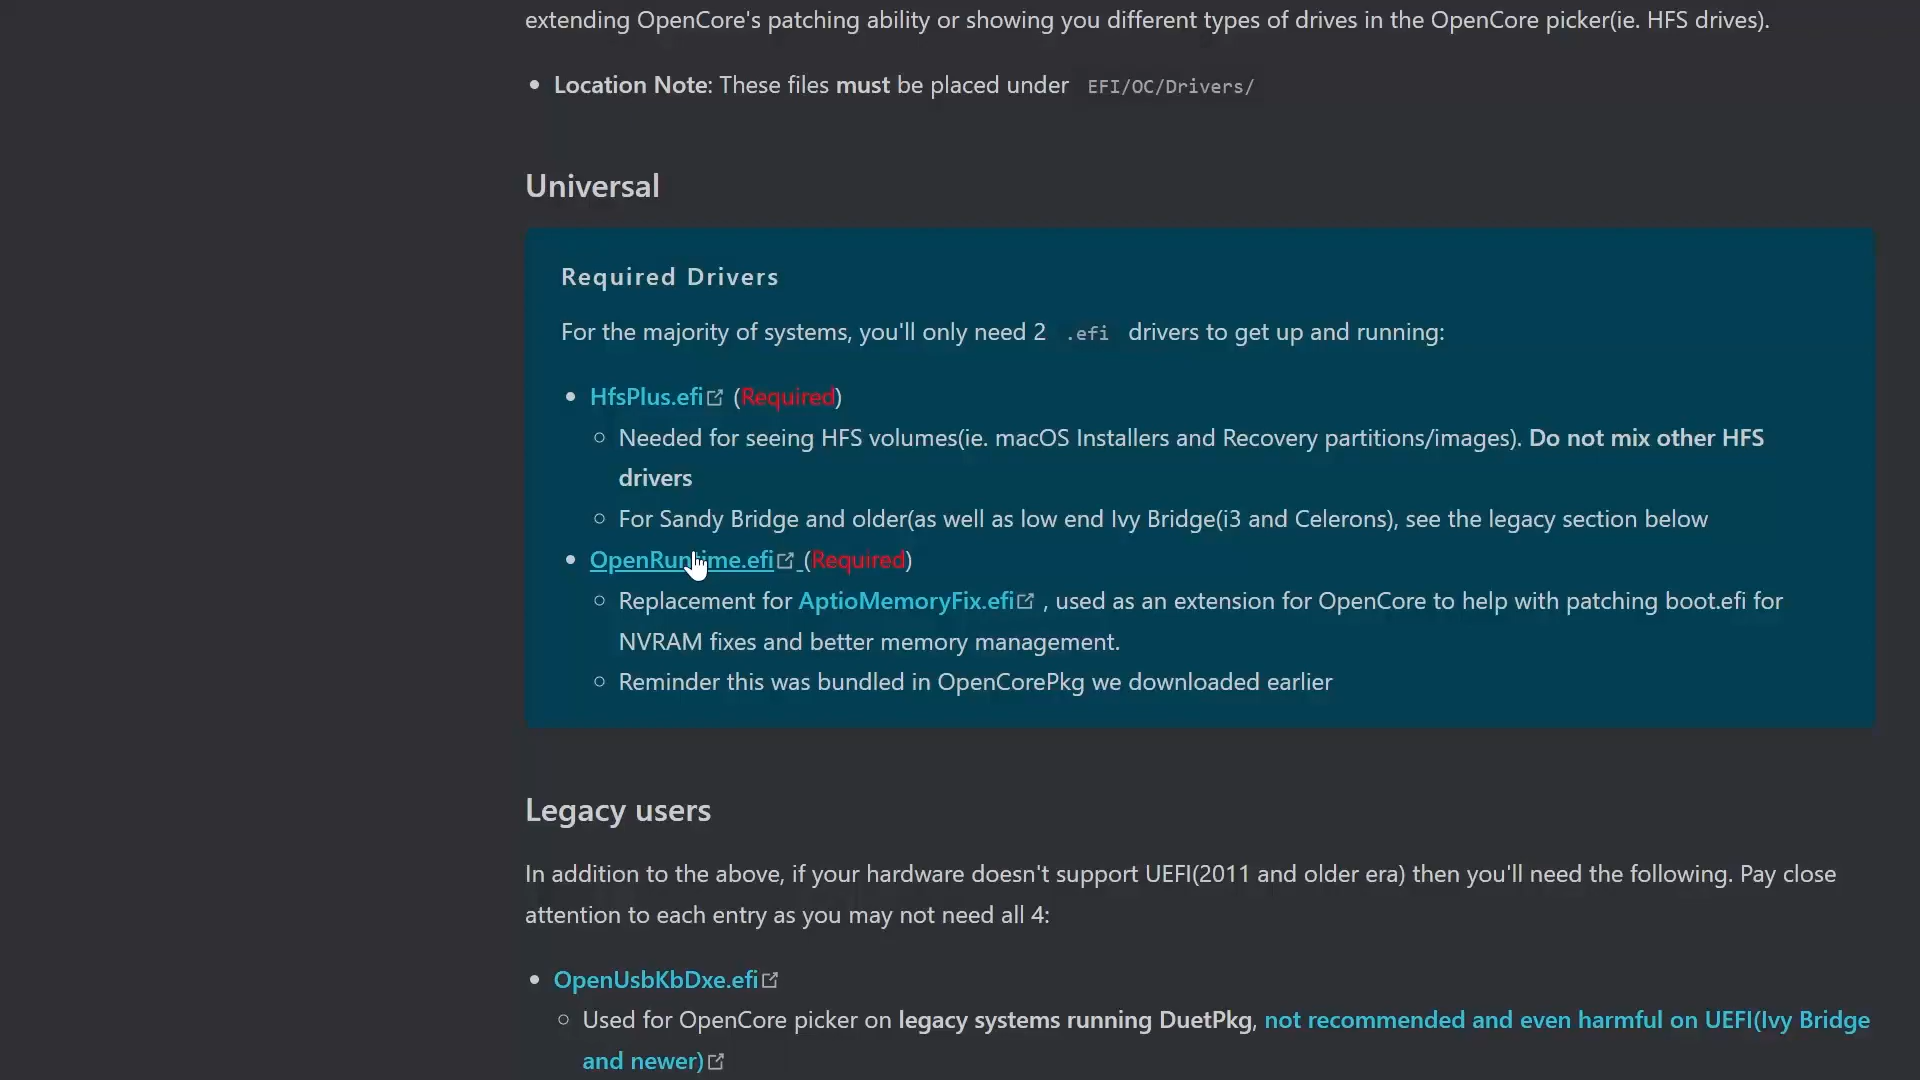 extending OpenCore's patching ability or showing you different types of drives in the OpenCore picker(ie. HFS drives).
Location Note: These files must be placed under EFI/OC/Drivers/
Universal
Required Drivers
For the majority of systems, you'll only need 2 .efi drivers to get up and running:
HfsPlus.efi (Required)
Needed for seeing HFS volumes(ie. macOS Installers and Recovery partitions/images). Do not mix other HFS
drivers
For Sandy Bridge and older(as well as low end Ivy Bridge(i3 and Celerons), see the legacy section below
OpenRuntime.efi (Required)
Replacement for AptioMemoryFix.efi , used as an extension for OpenCore to help with patching boot.efi for
NVRAM fixes and better memory management.
Reminder this was bundled in OpenCorePkg we downloaded earlier
Legacy users
In addition to the above, if your hardware doesn't support UEFI(2011 and older era) then you'll need the following. Pay close
attention to each entry as you may not need all 4:
OpenUsbKbDxe.efi
Used for OpenCore picker on legacy systems running DuetPkg, not recommended and even harmful on UEFI(Ivy Bridge
and newer)